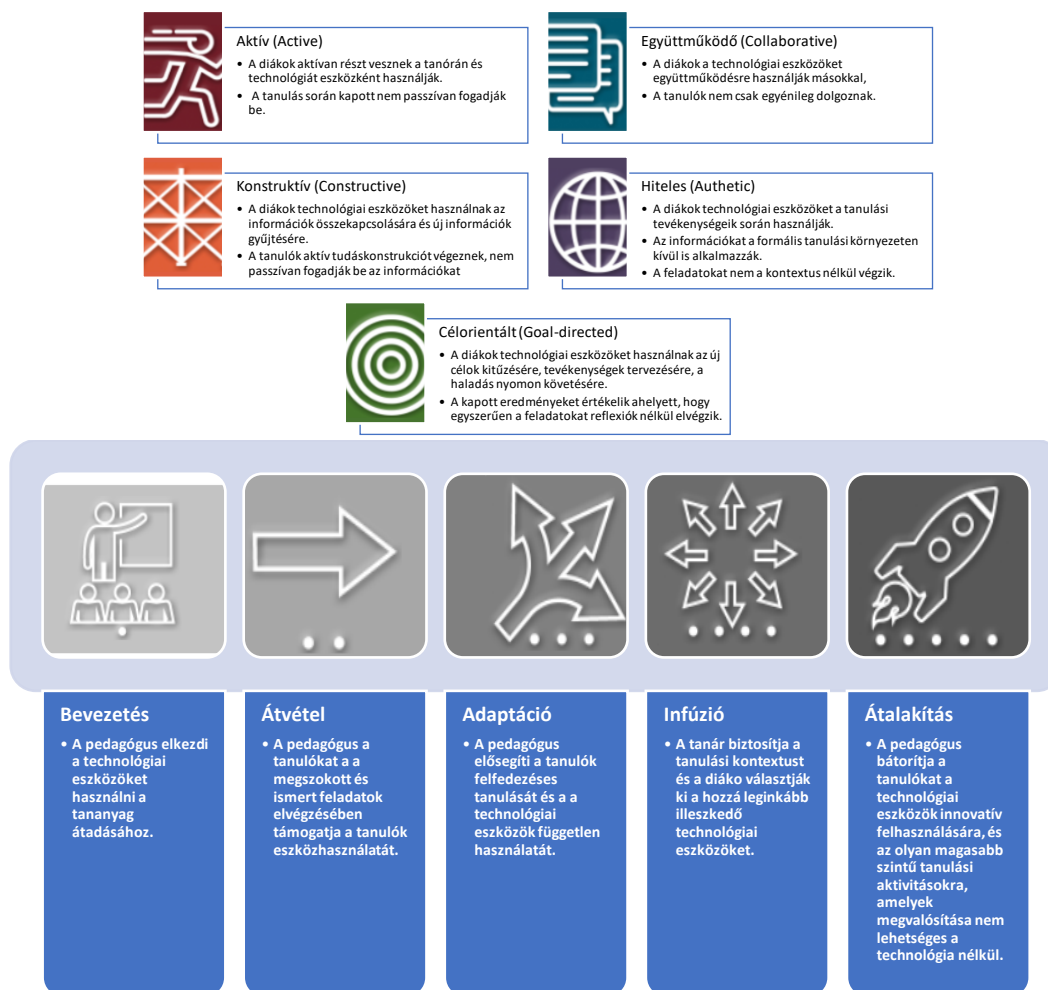 Aktív (Active)
• A diákok aktívan részt vesznek a tanórán és
technológiát eszközként használják.
• A tanulás során kapott nem passzívan fogadják
be.
Együttműködő (Collaborative)
• A diákok a technológiai eszközöket
együttműködésre használják másokkal,
• A tanulók nem csak egyénileg dolgoznak.
Konstruktív (Constructive)
• A diákok technológiai eszközöket használnak az
információk összekapcsolására és új információk
gyűjtésére.
• A tanulók aktív tudáskonstrukciót végeznek, nem
passzívan fogadják be az információkat
Hiteles (Authetic)
• A diákok technológiai eszközöket a tanulási
tevékenységeik során használják.
• Az információkat a formális tanulási környezeten
kívül is alkalmazzák.
• A feladatokat nem a kontextus nélkül végzik.
Célorientált (Goal-directed)
• A diákok technológiai eszközöket használnak az új
célok kitűzésére, tevékenységek tervezésére, a
haladás nyomon követésére.
• A kapott eredményeket értékelik ahelyett, hogy
egyszerűen a feladatokat reflexiók nélkül elvégzik.
Bevezetés
• A pedagógus elkezdi
a technológiai
eszközöket
használni a
tananyag
átadásához.
Átvétel
• A pedagógus a
tanulókat a a
megszokott és
ismert feladatok
elvégzésében
támogatja a tanulók
eszközhasználatát.
Adaptáció
• A pedagógus
elősegíti a tanulók
felfedezéses
tanulását és a a
technológiai
eszközök független
használatát.
Infúzió
• A tanár biztosítja a
tanulási kontextust
és a diáko választják
ki a hozzá leginkább
illeszkedő
technológiai
eszközöket.
Átalakítás
• A pedagógus
bátorítja a
tanulókat a
technológiai
eszközök innovatív
felhasználására, és
az olyan magasabb
szintű tanulási
aktivitásokra,
amelyek
megvalósítása nem
lehetséges a
technológia nélkül.